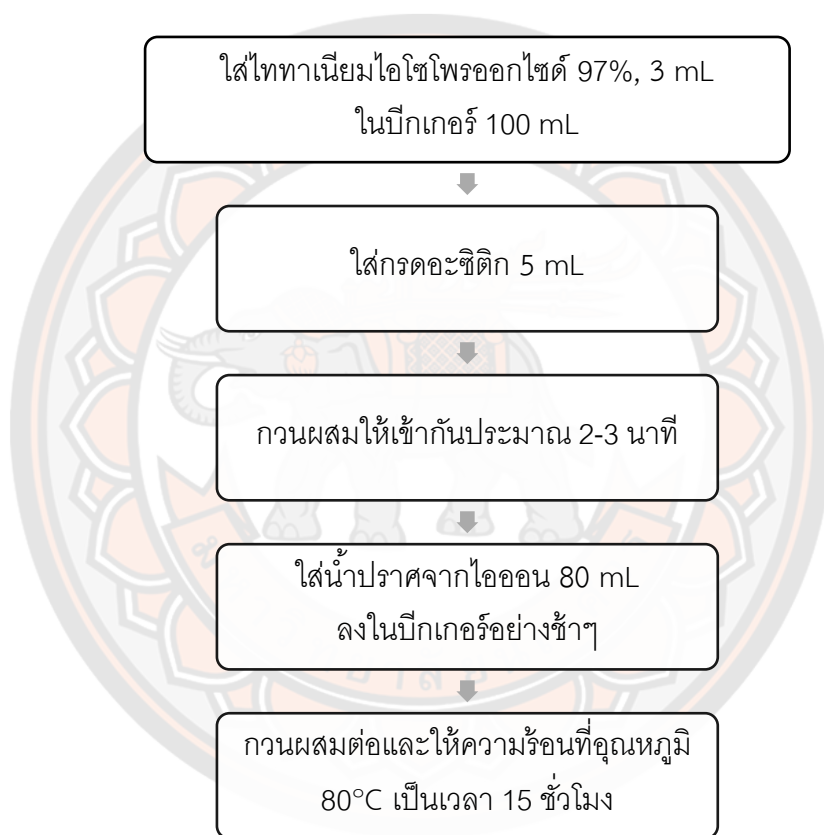 ใส่ไททาเนียมไอโซโพรออกไซด์ 97%, 3 mL
ในบีกเกอร์ 100 mL
ใส่กรดอะซิติก 5 mL
กวนผสมให้เข้ากันประมาณ 2-3 นาที
ใส่น้ำปราศจากไอออน 80 mL
ลงในบีกเกอร์อย่างช้าๆ
กวนผสมต่อและให้ความร้อนที่อุณหภูมิ
80°C เป็นเวลา 15 ชั่วโมง